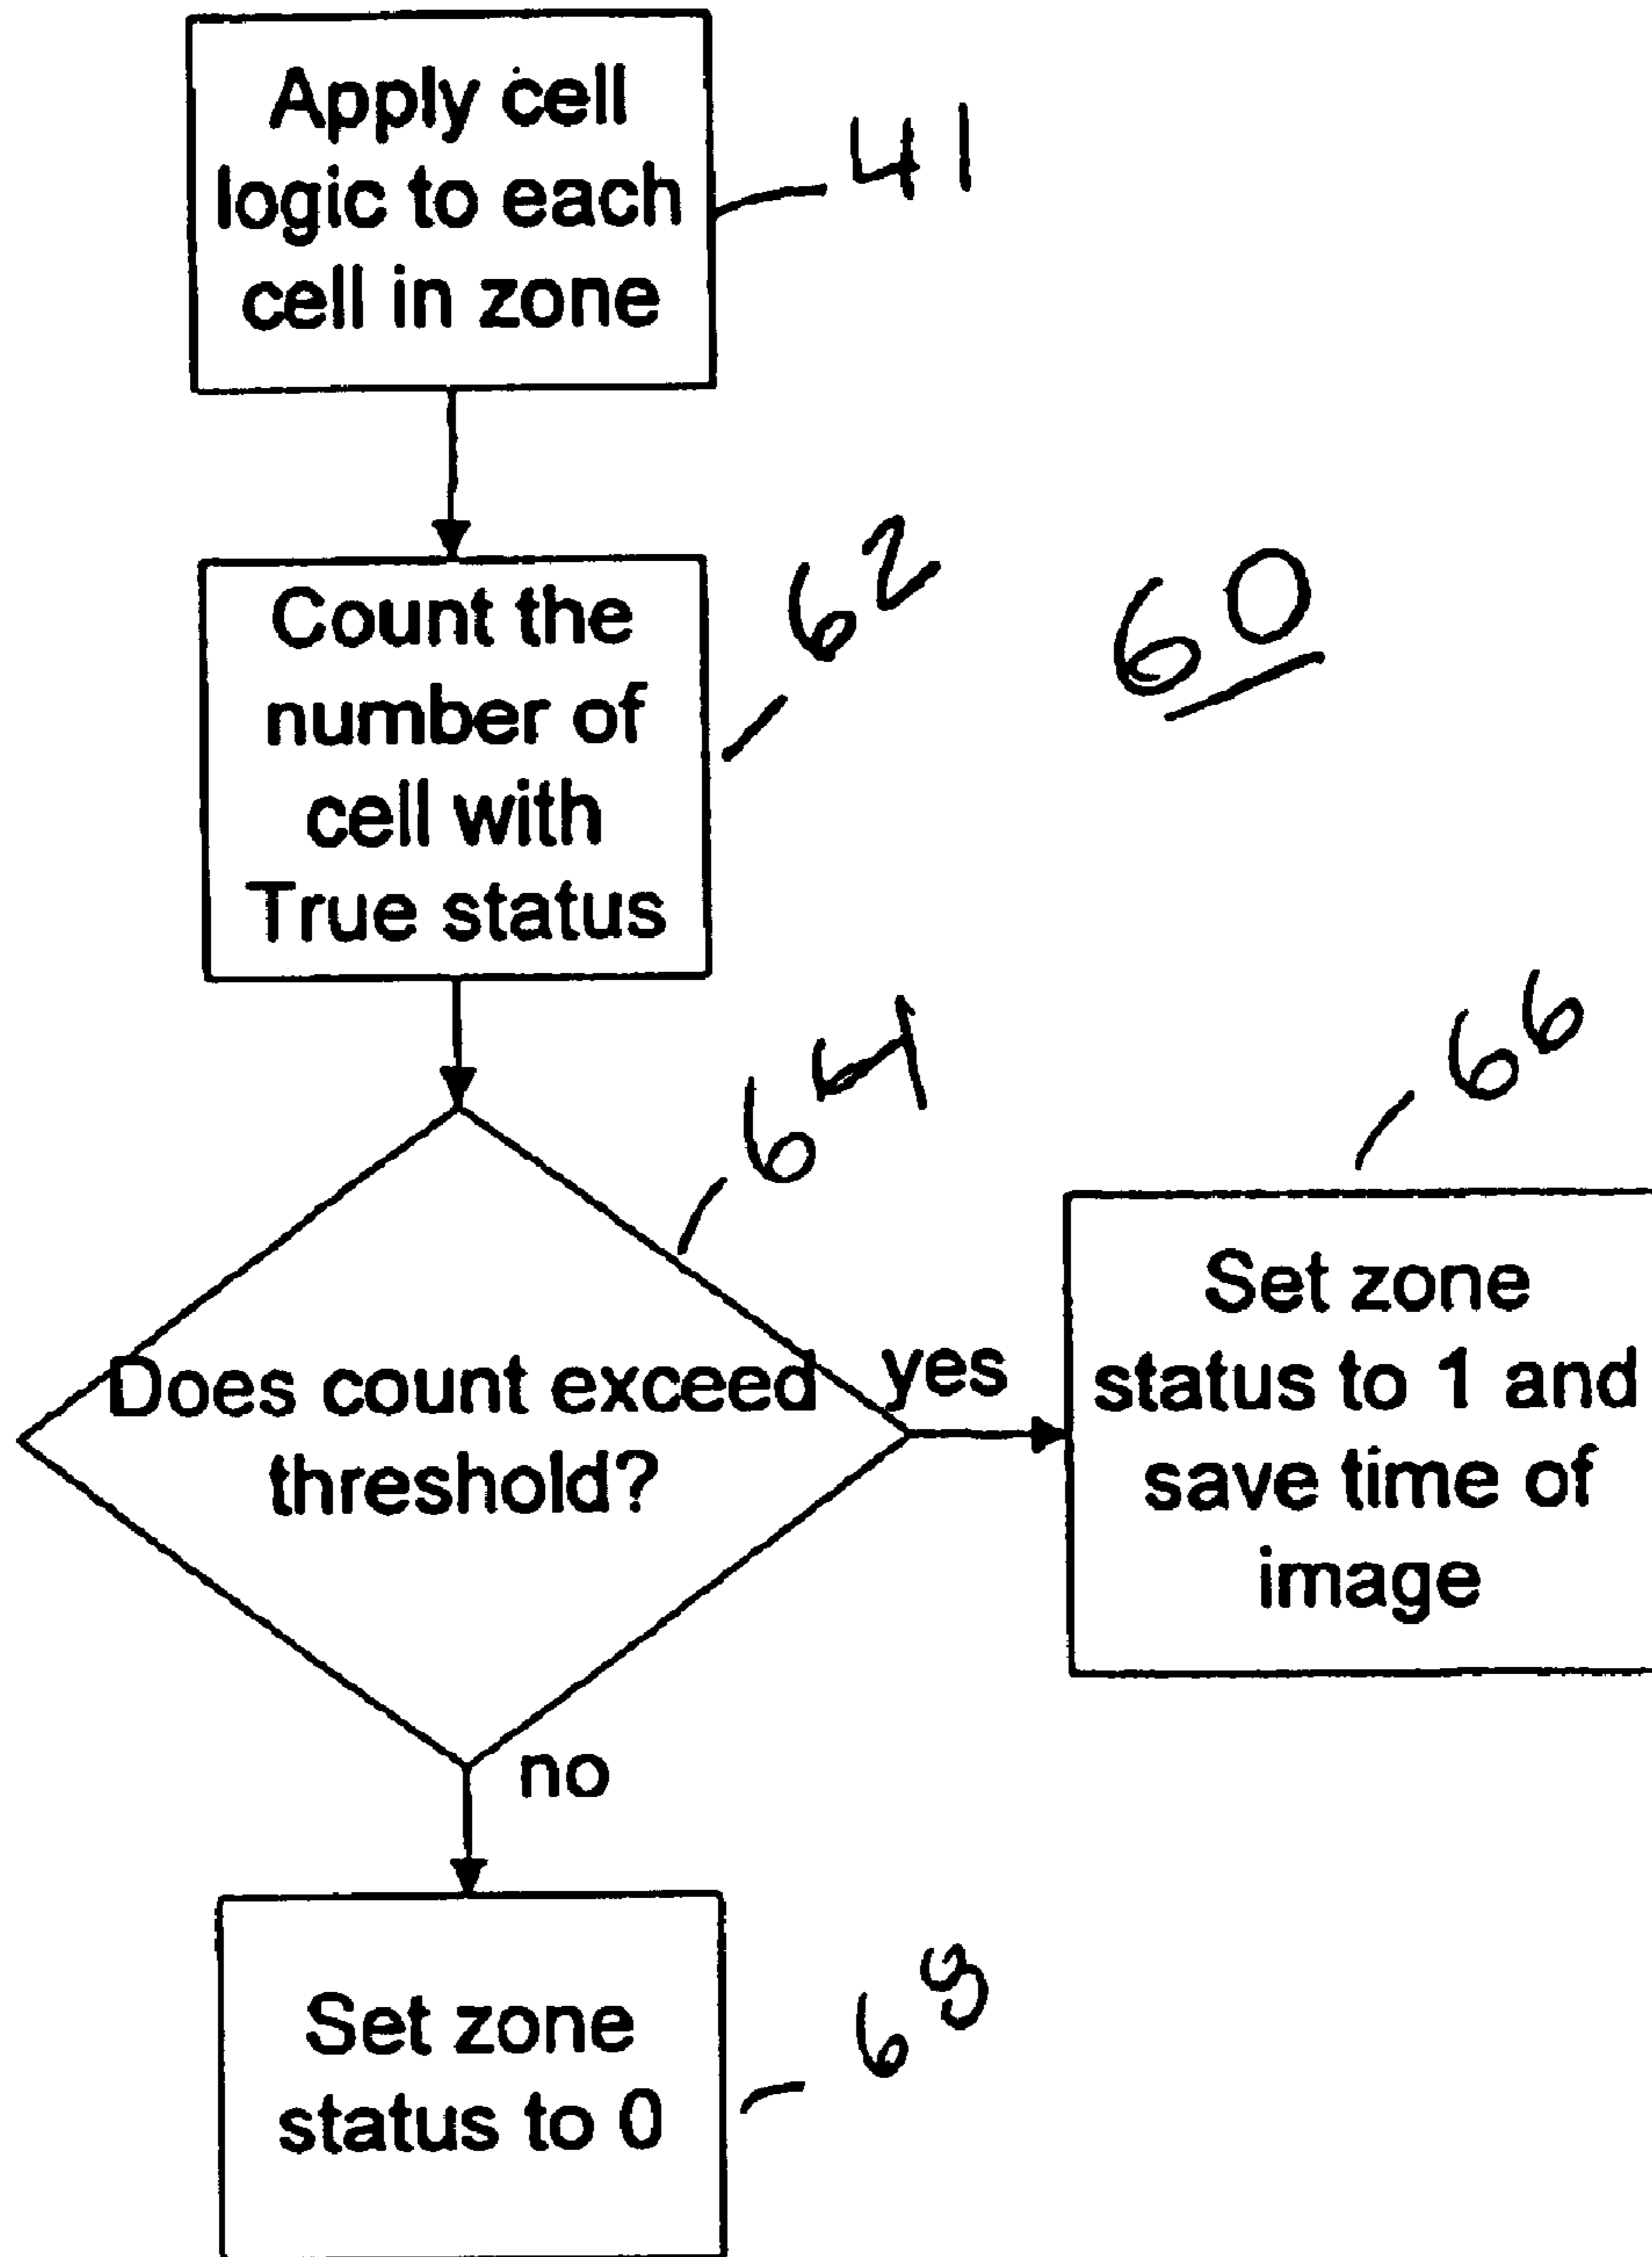 Apply cell
logic to each
cell in zone
41
Count the
number of
cell with
True status
62
60
64
Does count exceed
threshold?
yes
66
Set zone
status to 1 and
save time of
image
no
Set zone
status to 0
68